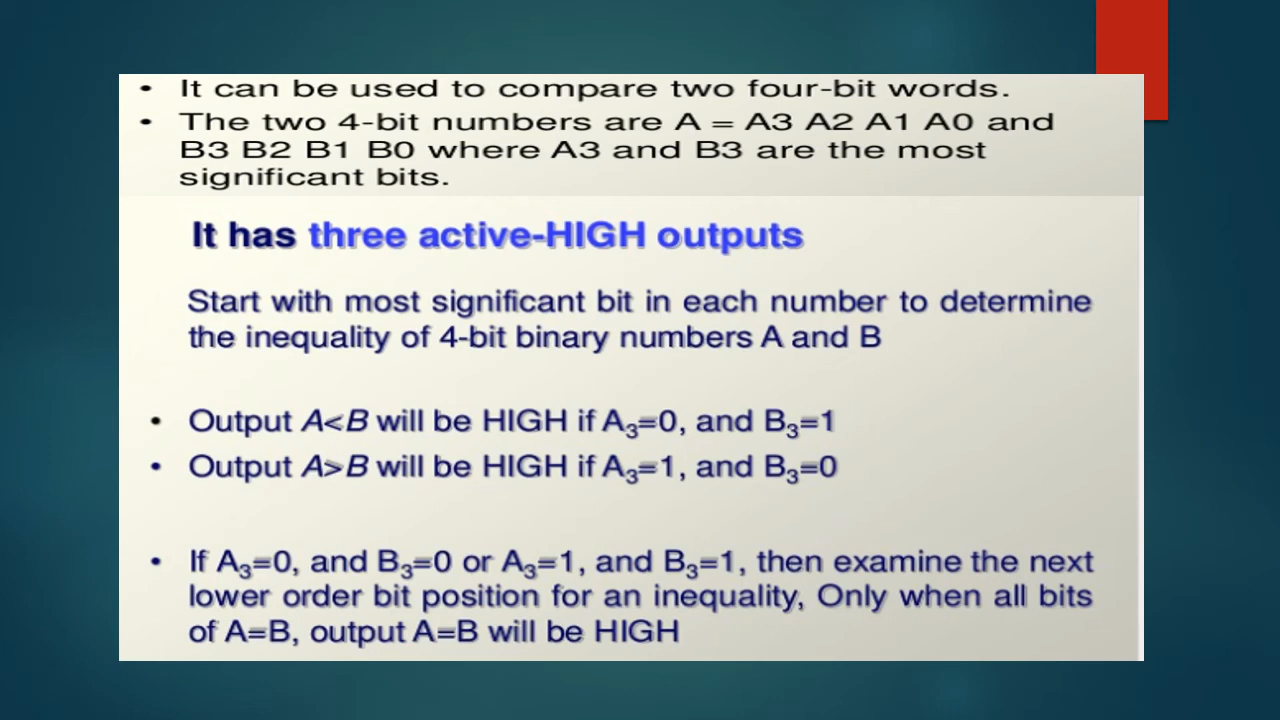 • It can be used to compare two four-bit words.
• The two 4-bit numbers are A = A3 A2 A1 A0 and
B3 B2 B1 B0 where A3 and B3 are the most
significant bits.
It has three active-HIGH outputs
Start with most significant bit in each number to determine
the inequality of 4-bit binary numbers A and B
• Output A<B will be HIGH if A₃=0, and B₃=1
• Output A>B will be HIGH if A₃=1, and B₃=0
• If A₃=0, and B₃=0 or A₃=1, and B₃=1, then examine the next
lower order bit position for an inequality, Only when all bits
of A=B, output A=B will be HIGH